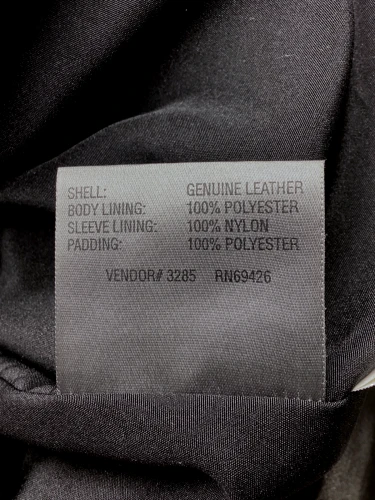 SHELL: GENUINE LEATHER
BODY LINING: 100% POLYESTER
SLEEVE LINING: 100% NYLON
PADDING: 100% POLYESTER
VENDOR# 3285 RN69426